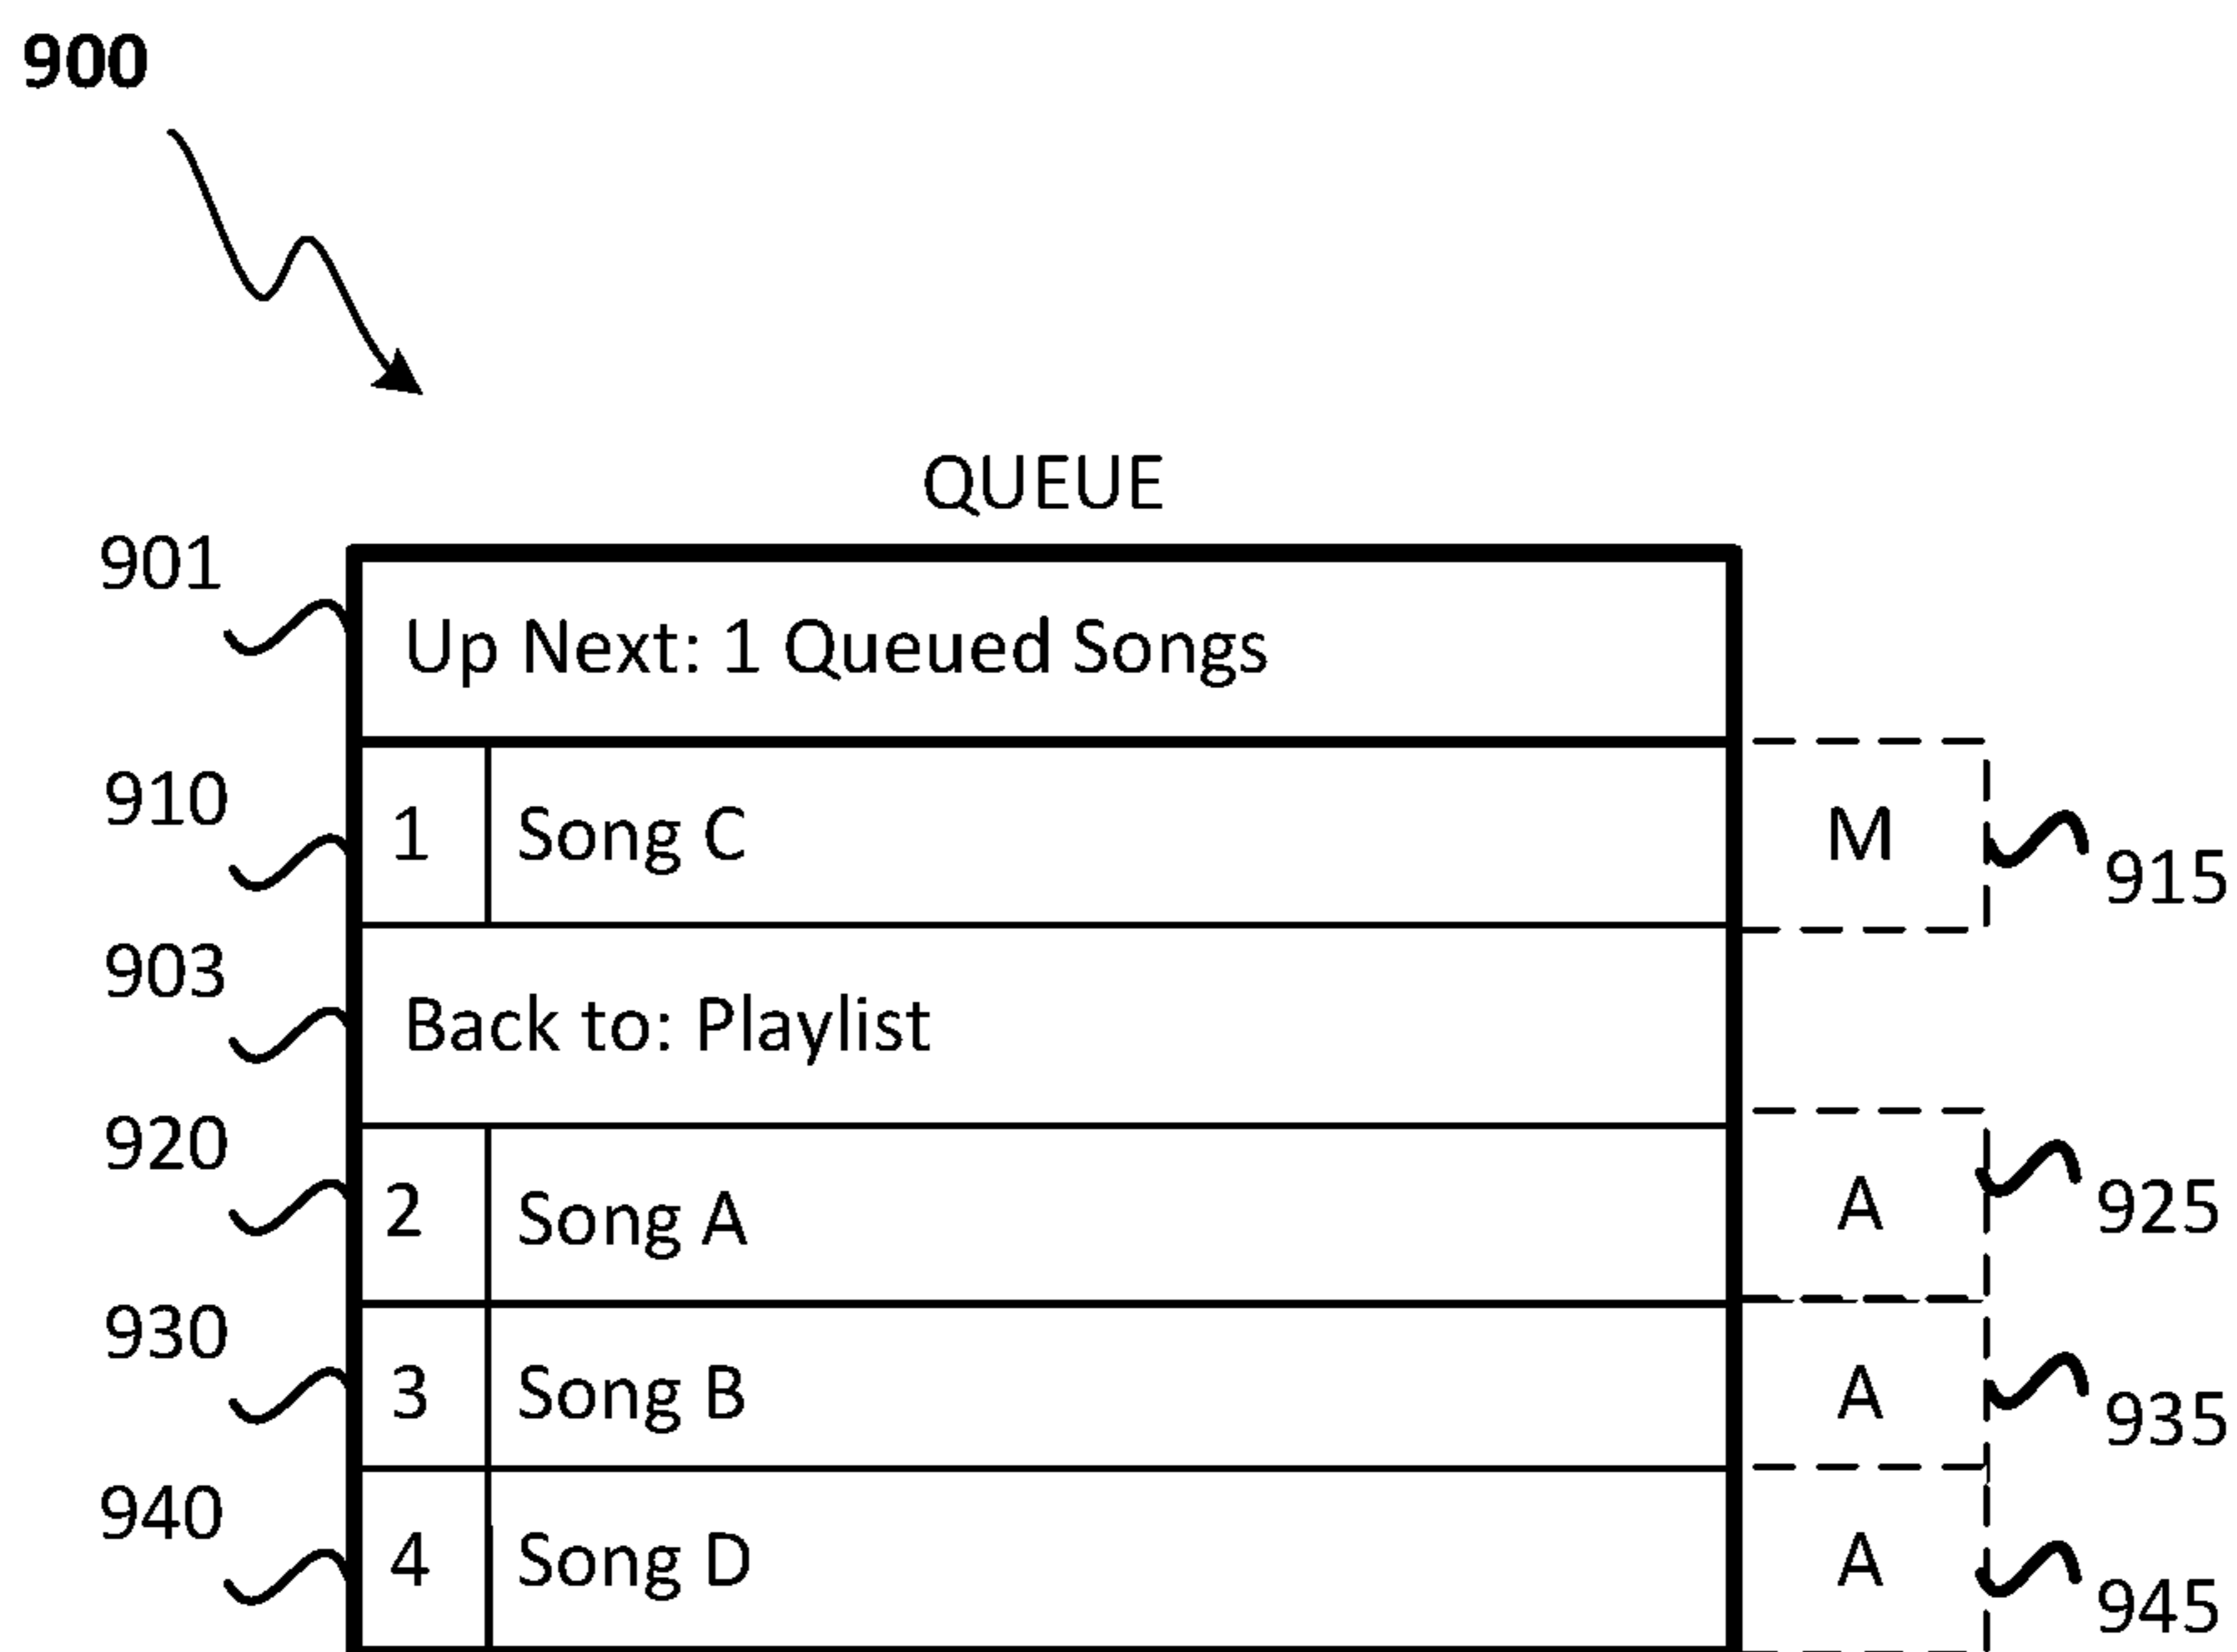 900
QUEUE
901
Up Next: 1 Queued Songs
910
1 Song C M
915
903
Back to: Playlist
920
2 Song A A
925
930
3 Song B A
935
940
4 Song D A
945